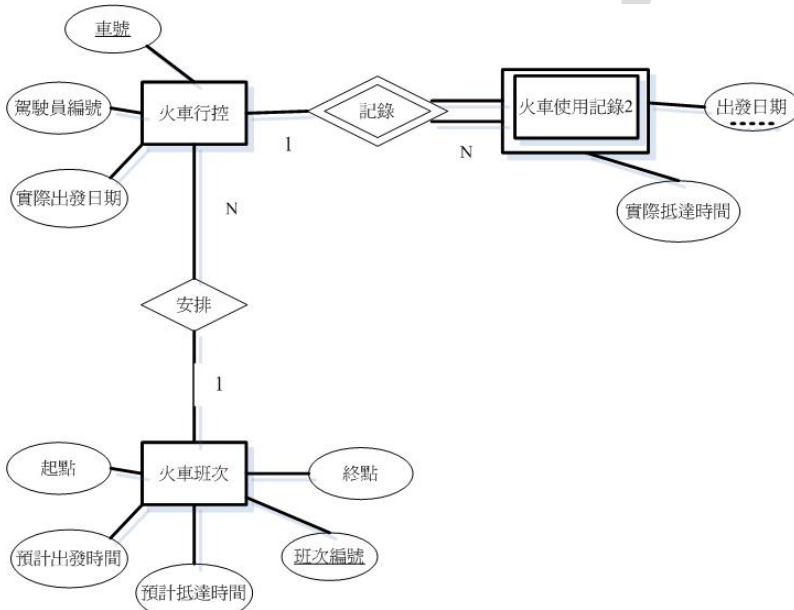 車號
駕駛員編號
火車行控
記錄
火車使用記錄2
出發日期
1
N
實際出發日期
實際抵達時間
N
安排
1
起點
火車班次
終點
預計出發時間
班次編號
預計抵達時間